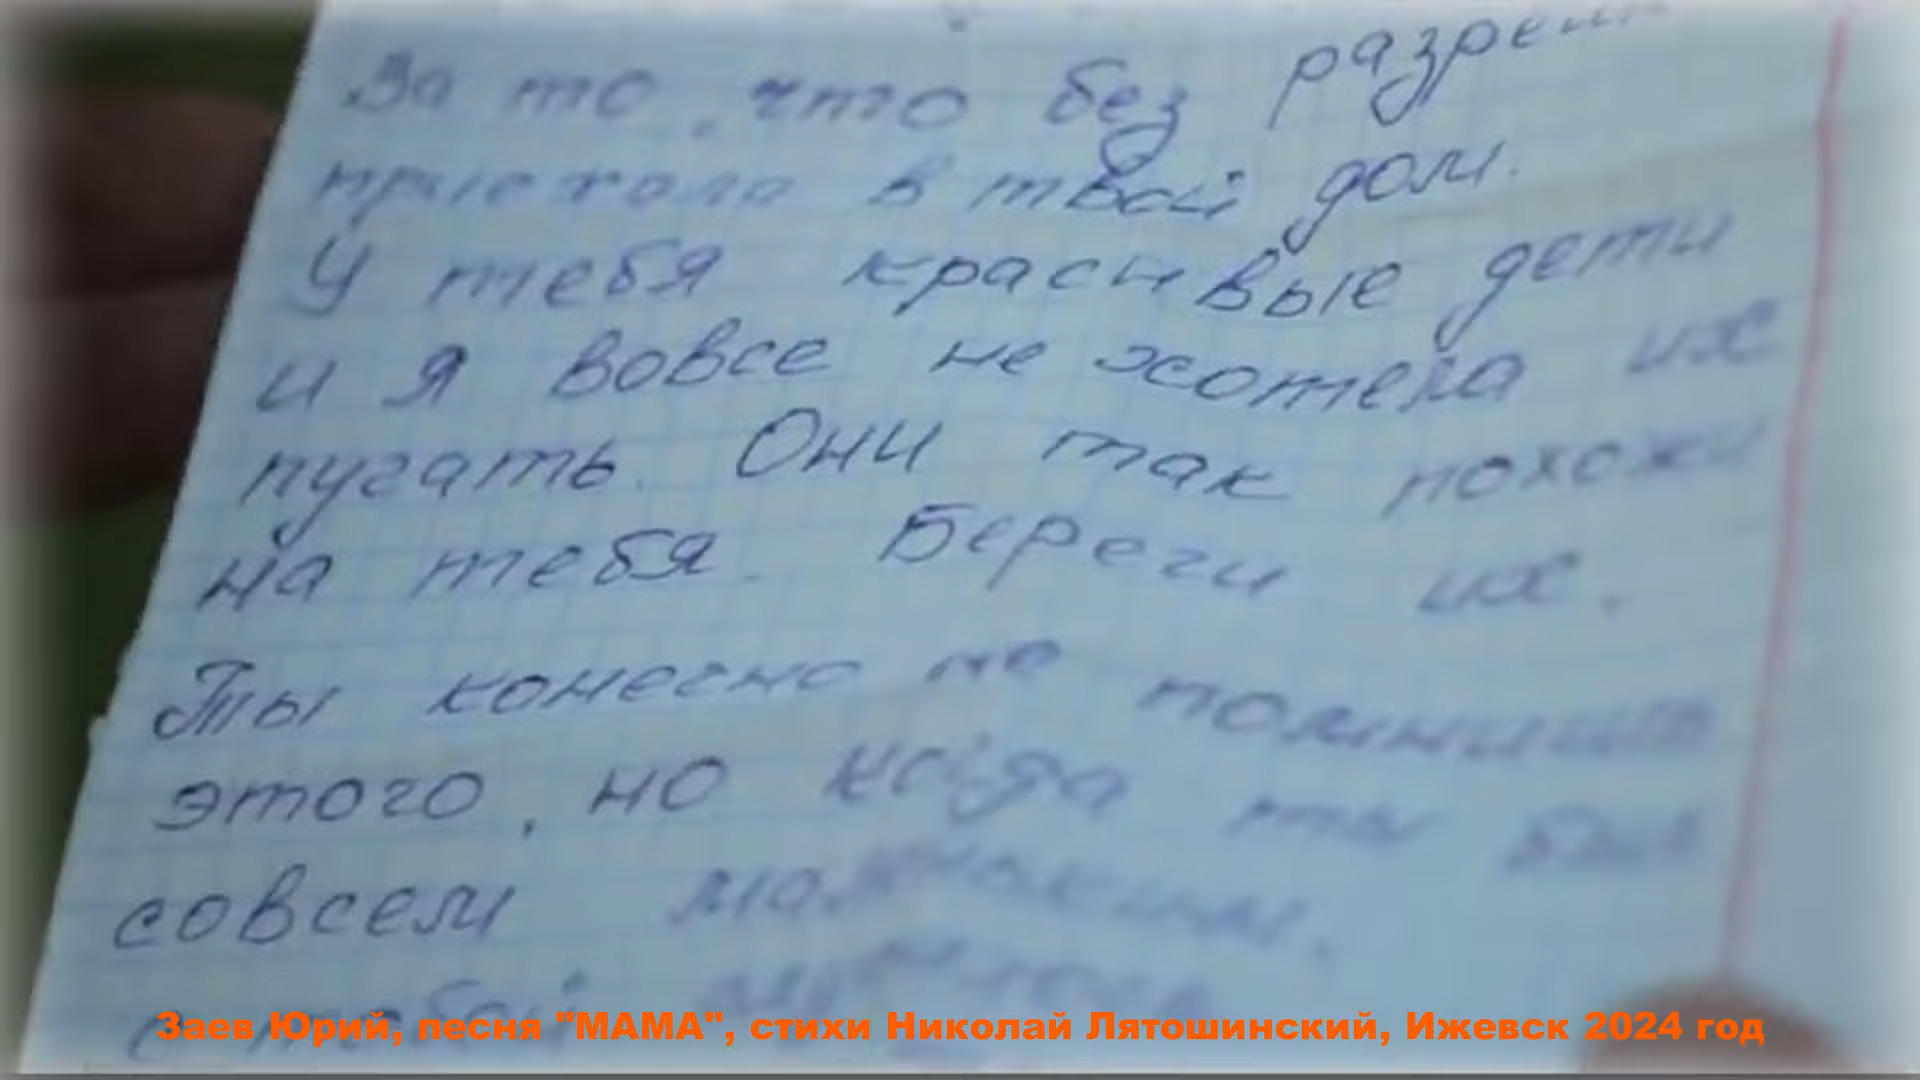 За то, что без
приехала в твой дом.
У тебя красивые дети
и я вовсе не хотела их
пугать. Они так похожи
на тебя. Береги их.
Ты конечно не помнишь
этого, но когда ты был
совсем маленьким,
с тобой
Заев Юрий, песня "МАМА", стихи Николай Лятошинский, Ижевск 2024 год